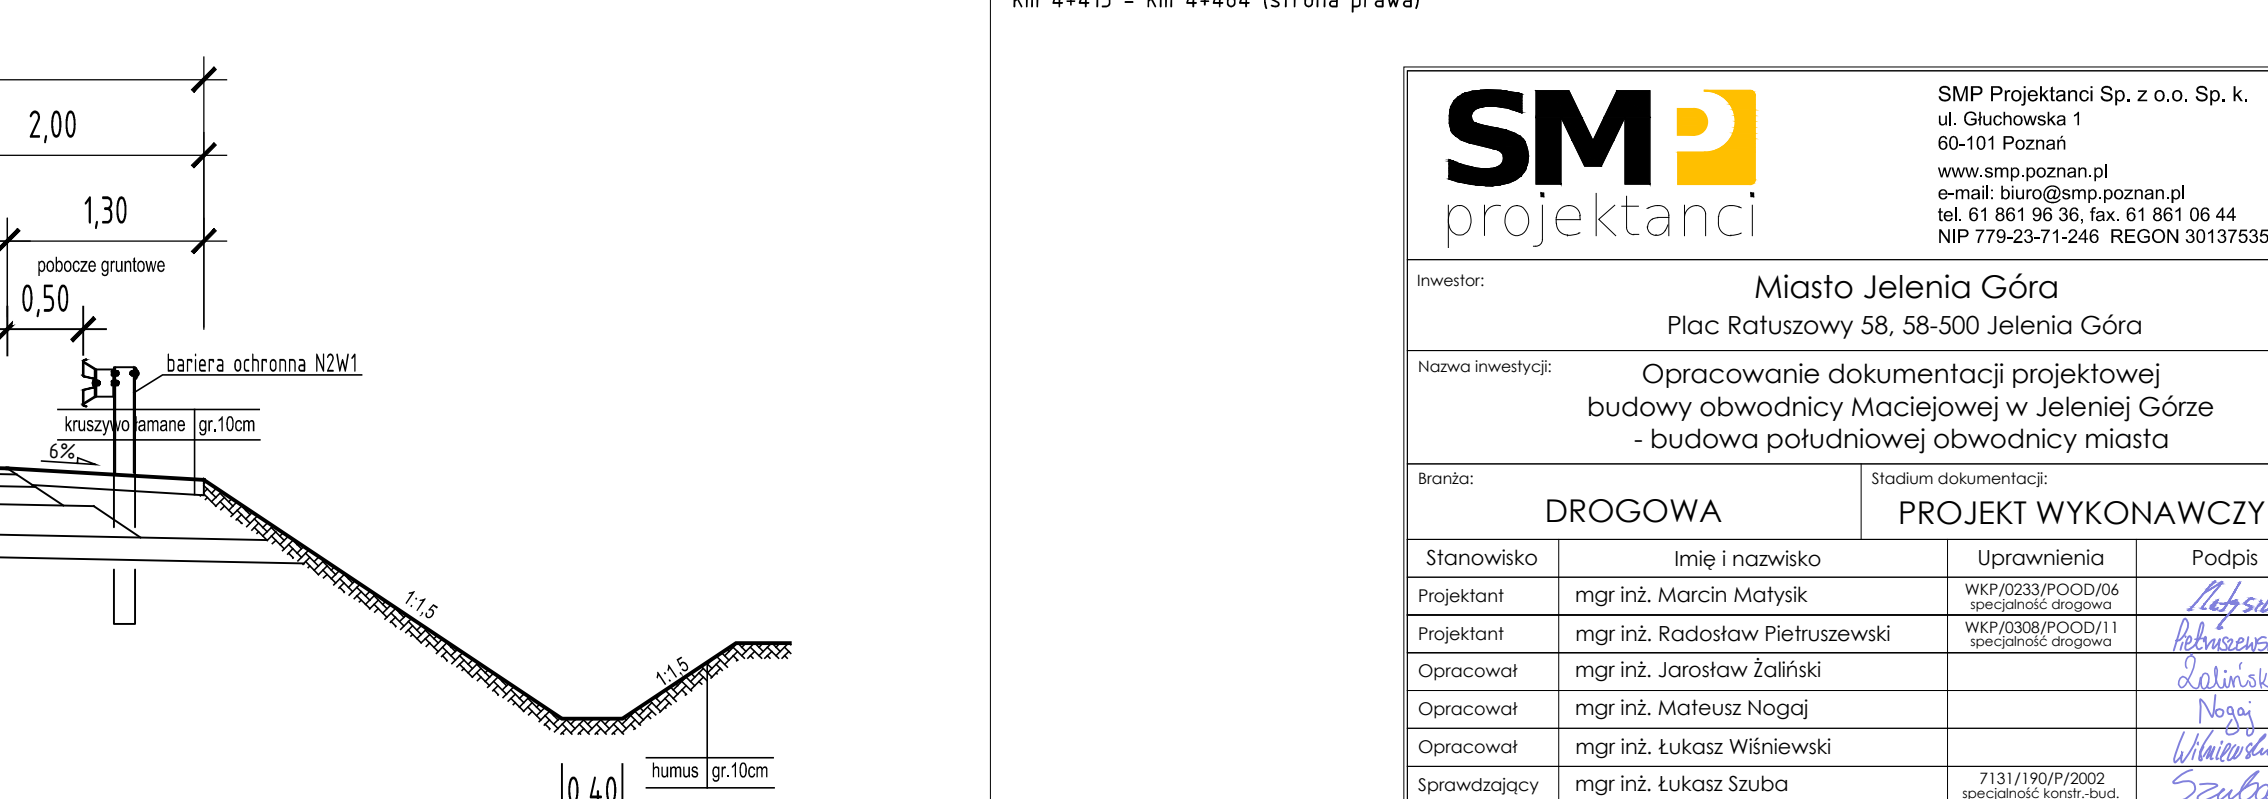 km 4+415 - km 4+464 (strona prawa)
2,00
1,30
pobocze gruntowe
0,50
bariera ochronna N2W1
kruszywo łamane gr.10cm
6%
1:1,5
1:1,5
humus gr.10cm
0,40
SMP
projektanci
SMP Projektanci Sp. z o.o. Sp. k.
ul. Głuchowska 1
60-101 Poznań
www.smp.poznan.pl
e-mail: biuro@smp.poznan.pl
tel. 61 861 96 36, fax. 61 861 06 44
NIP 779-23-71-246 REGON 30137535
Inwestor:
Miasto Jelenia Góra
Plac Ratuszowy 58, 58-500 Jelenia Góra
Nazwa inwestycji:
Opracowanie dokumentacji projektowej
budowy obwodnicy Maciejowej w Jeleniej Górze
- budowa południowej obwodnicy miasta
Branża:
DROGOWA
Stadium dokumentacji:
PROJEKT WYKONAWCZY
Stanowisko Imię i nazwisko Uprawnienia Podpis
Projektant mgr inż. Marcin Matysik WKP/0233/POOD/06
specjalność drogowa
Projektant mgr inż. Radosław Pietruszewski WKP/0308/POOD/11
specjalność drogowa Pietruszews
Opracował mgr inż. Jarosław Żaliński Żalińsk
Opracował mgr inż. Mateusz Nogaj Nogaj
Opracował mgr inż. Łukasz Wiśniewski Wiśniewsk
Sprawdzający mgr inż. Łukasz Szuba 7131/190/P/2002 Szuba
specjalność konstr.-bud.